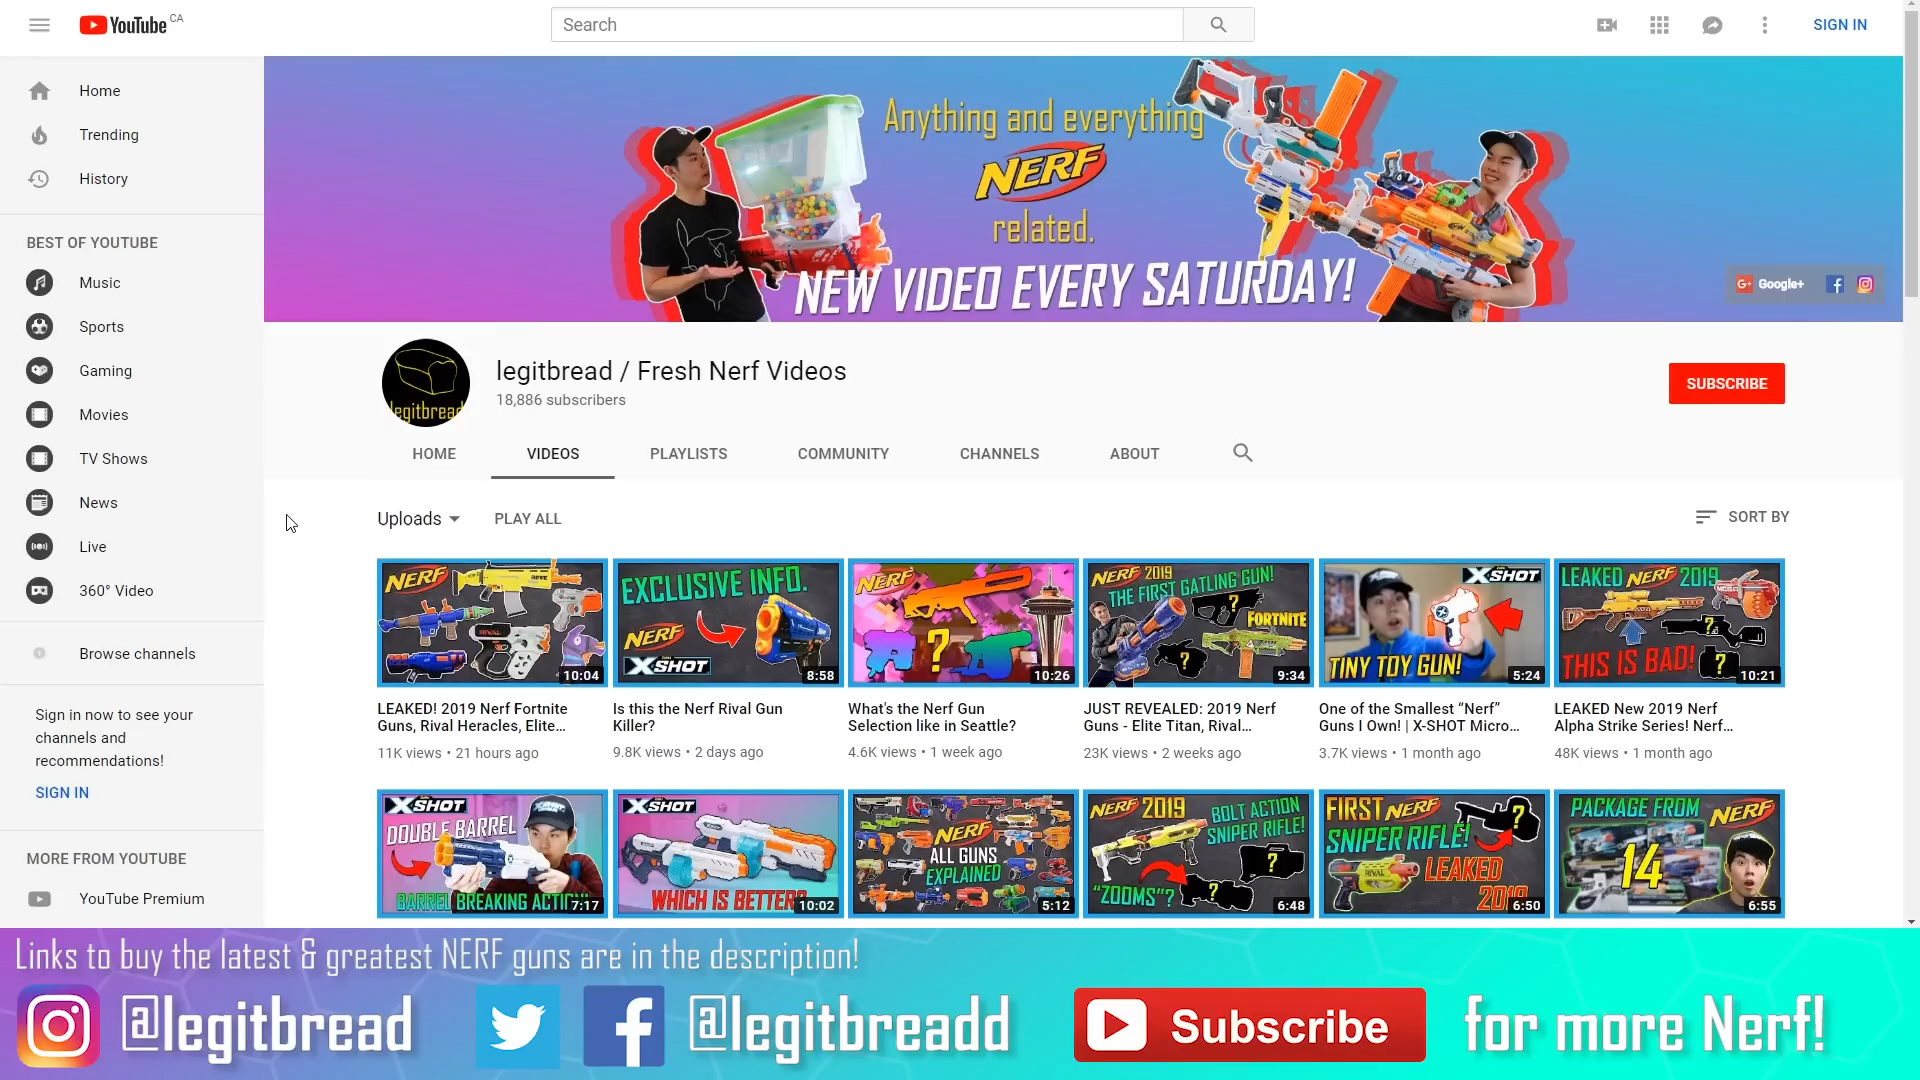 YouTube CA
Search
SIGN IN
Home
Trending
History
BEST OF YOUTUBE
Music
Sports
Gaming
Movies
TV Shows
News
Live
360° Video
Browse channels
Sign in now to see your
channels and
recommendations!
SIGN IN
MORE FROM YOUTUBE
YouTube Premium
Anything and everything
NERF
related.
NEW VIDEO EVERY SATURDAY!
G+ Google+
legitbread
legitbread / Fresh Nerf Videos
18,886 subscribers
SUBSCRIBE
HOME
VIDEOS
PLAYLISTS
COMMUNITY
CHANNELS
ABOUT
Uploads
PLAY ALL
SORT BY
NERF
RIVAL
10:04
LEAKED! 2019 Nerf Fortnite
Guns, Rival Heracles, Elite...
11K views • 21 hours ago
EXCLUSIVE INFO.
NERF
X-SHOT
8:58
Is this the Nerf Rival Gun
Killer?
9.8K views • 2 days ago
NERF
?
10:26
What's the Nerf Gun
Selection like in Seattle?
4.6K views • 1 week ago
NERF 2019
THE FIRST GATLING GUN!
?
FORTNITE
?
9:34
JUST REVEALED: 2019 Nerf
Guns - Elite Titan, Rival...
23K views • 2 weeks ago
X-SHOT
TINY TOY GUN!
5:24
One of the Smallest “Nerf”
Guns I Own! | X-SHOT Micro...
3.7K views • 1 month ago
LEAKED NERF 2019
MEGA
?
THIS IS BAD! ?
10:21
LEAKED New 2019 Nerf
Alpha Strike Series! Nerf...
48K views • 1 month ago
X-SHOT
DOUBLE BARREL
BARREL BREAKING ACTION
7:17
X-SHOT
WHICH IS BETTER?
10:02
NERF
ALL GUNS
EXPLAINED
5:12
NERF 2019
BOLT ACTION
SNIPER RIFLE!
?
"ZOOMS"? ?
6:48
FIRST NERF
?
SNIPER RIFLE!
RIVAL
LEAKED
2019
6:50
PACKAGE FROM
NERF
14
6:55
Links to buy the latest & greatest NERF guns are in the description!
@legitbread
@legitbreadd
Subscribe
for more Nerf!